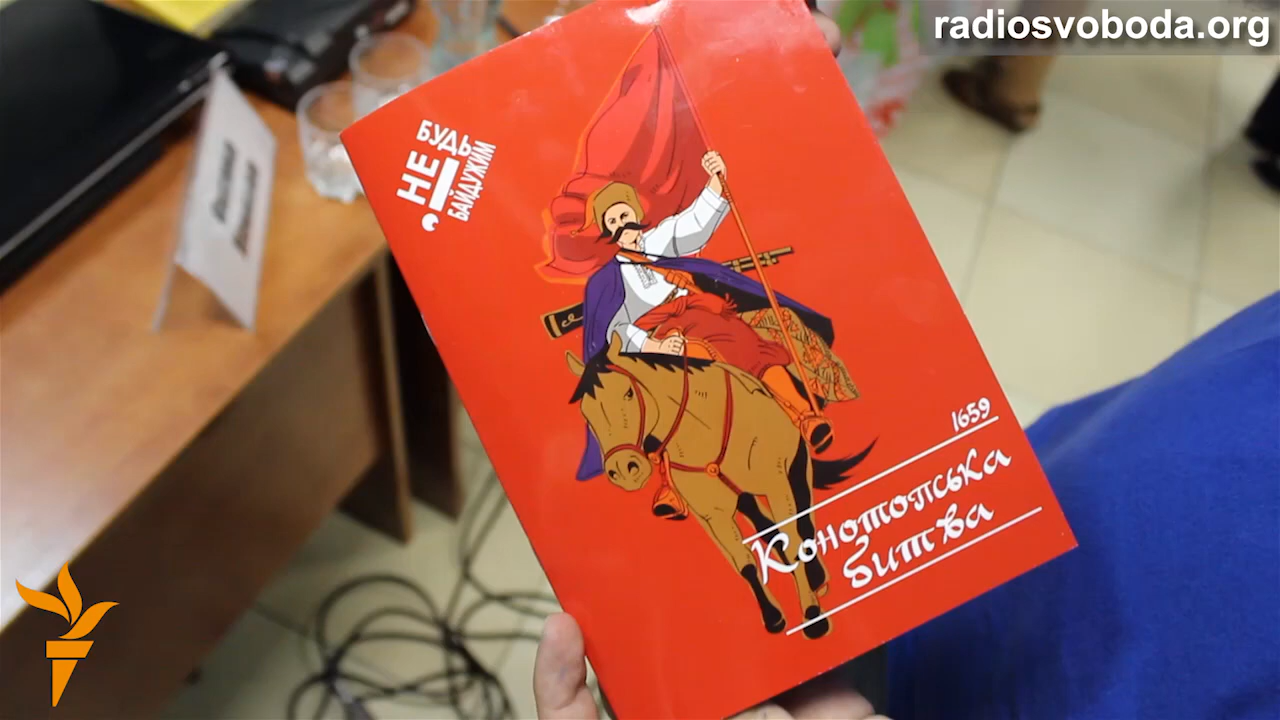 radiosvoboda.org
НЕ
БУДЬ
БАЙДУЖИМ
1659
Конотопська
битва